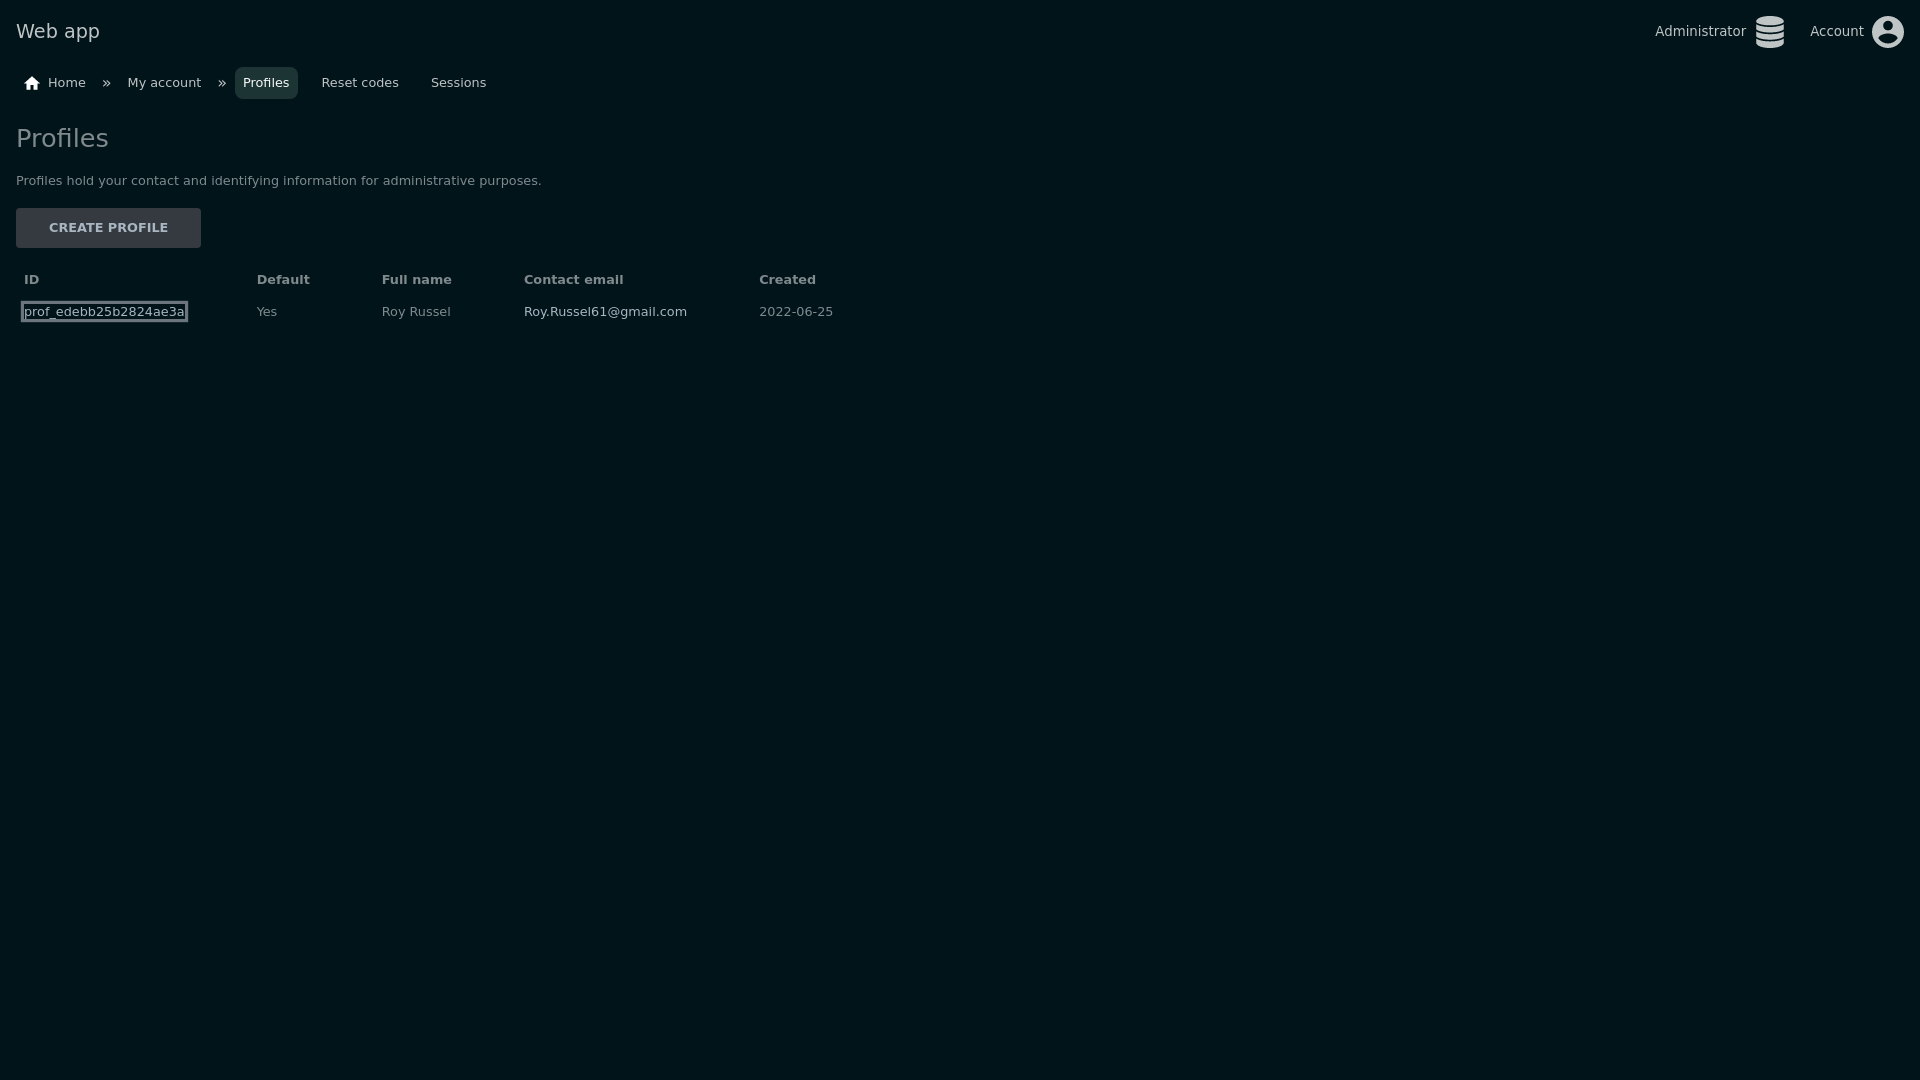 Web app
Administrator
Account
Home » My account » Profiles Reset codes Sessions
Profiles
Profiles hold your contact and identifying information for administrative purposes.
CREATE PROFILE
ID Default Full name Contact email Created
prof_edebb25b2824ae3a Yes Roy Russel Roy.Russel61@gmail.com 2022-06-25